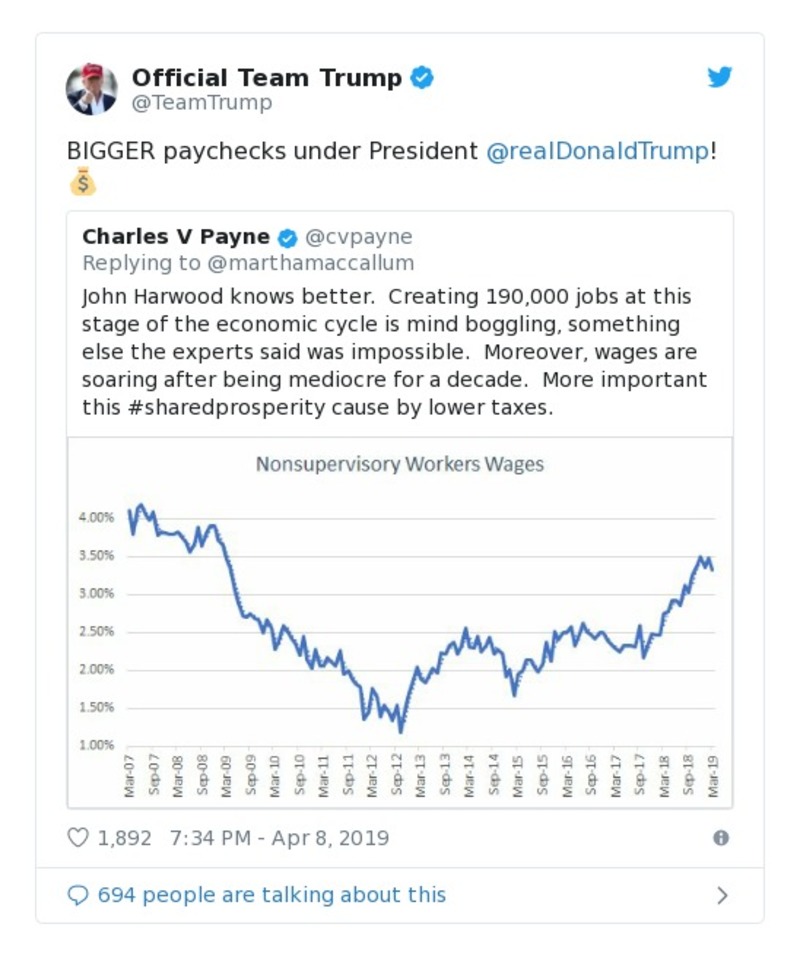 Official Team Trump
@TeamTrump
BIGGER paychecks under President @realDonaldTrump!
Charles V Payne @cvpayne
Replying to @marthamaccallum
John Harwood knows better.  Creating 190,000 jobs at this
stage of the economic cycle is mind boggling, something
else the experts said was impossible.  Moreover, wages are
soaring after being mediocre for a decade.  More important
this #sharedprosperity cause by lower taxes.
Nonsupervisory Workers Wages
4.00%
3.50%
3.00%
2.50%
2.00%
1.50%
1.00%
Mar-07
Sep-07
Mar-08
Sep-08
Mar-09
Sep-09
Mar-10
Sep-10
Mar-11
Sep-11
Mar-12
Sep-12
Mar-13
Sep-13
Mar-14
Sep-14
Mar-15
Sep-15
Mar-16
Sep-16
Mar-17
Sep-17
Mar-18
Sep-18
Mar-19
1,892 7:34 PM - Apr 8, 2019
694 people are talking about this